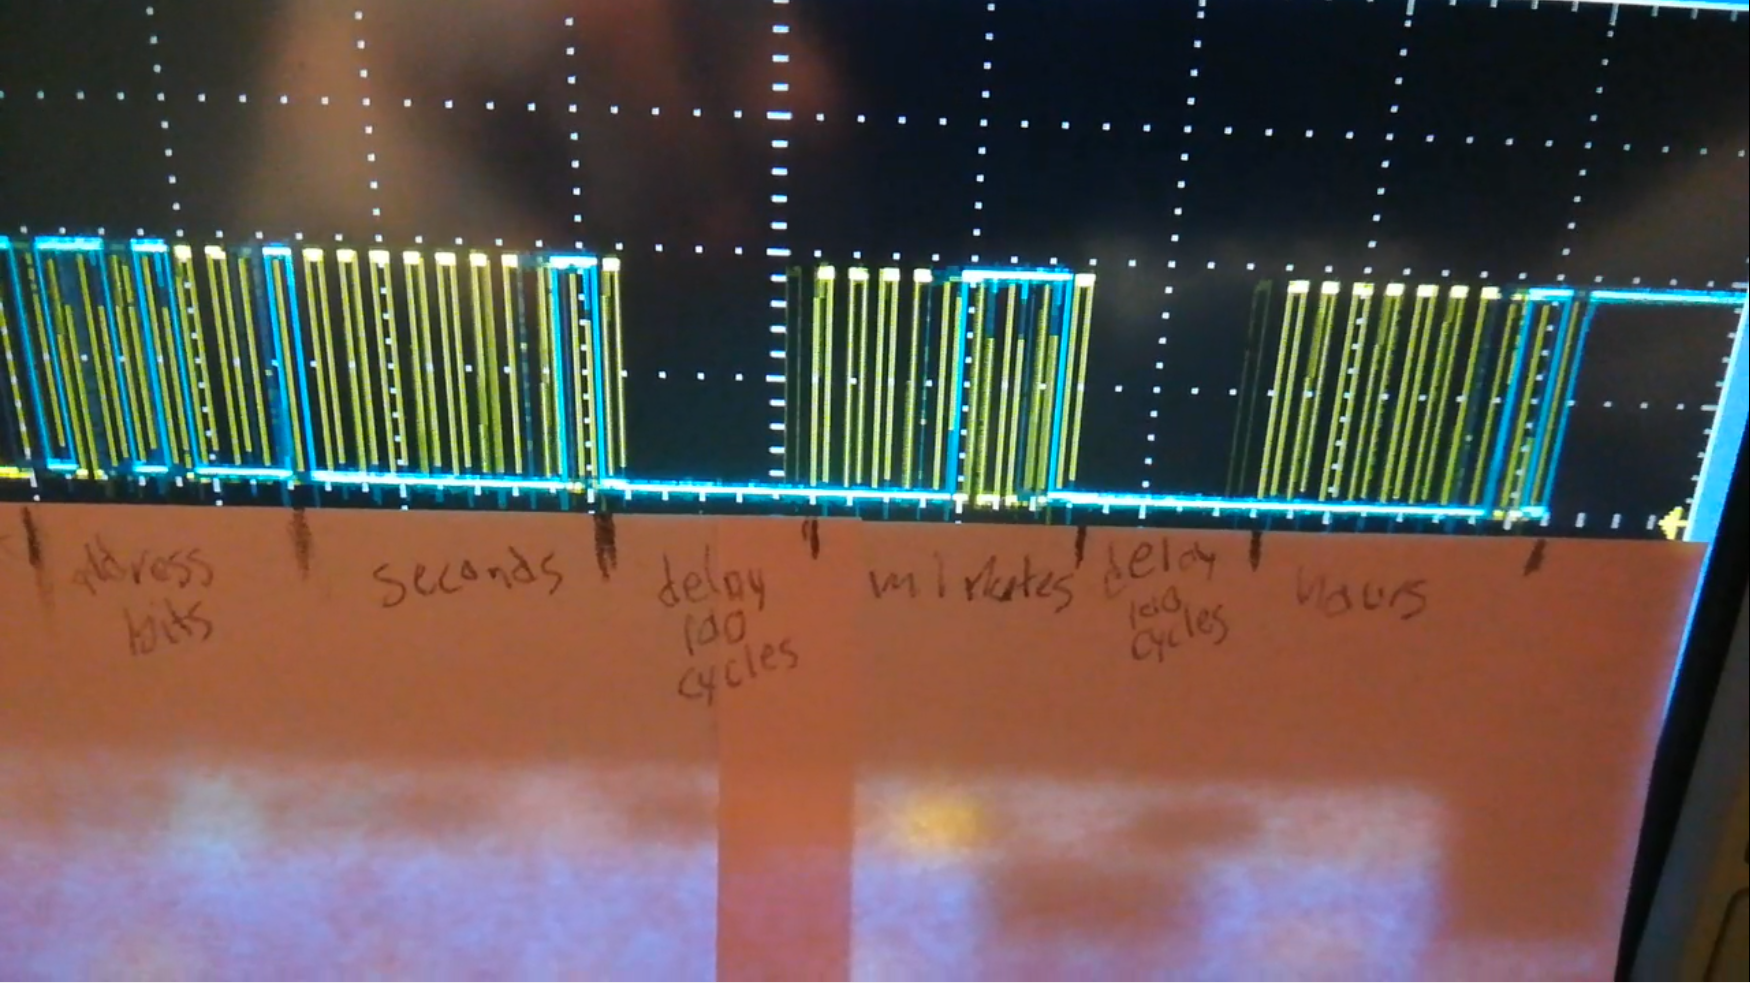 address
bits
seconds
delay
100
cycles
minutes
delay
100
cycles
hours